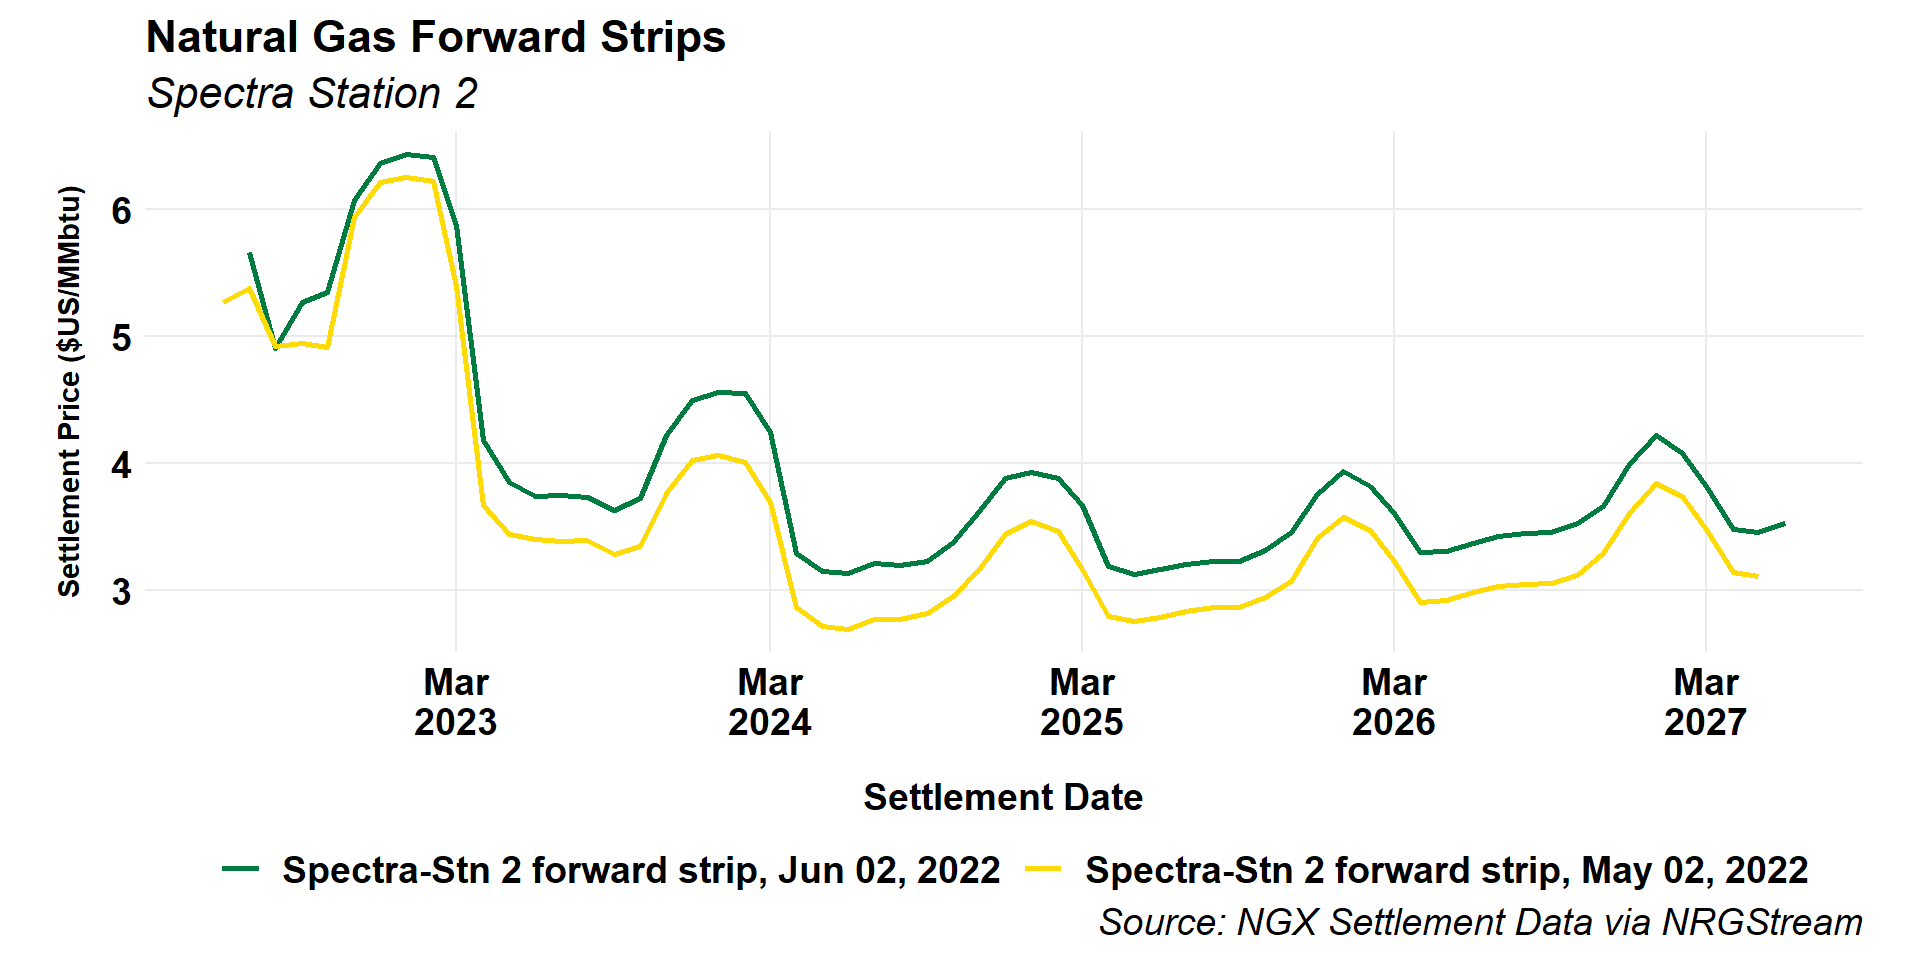 Natural Gas Forward Strips
Spectra Station 2
Settlement Price ($US/MMbtu)
6
5
4
3
Mar
2023
Mar
2024
Mar
2025
Mar
2026
Mar
2027
Settlement Date
Spectra-Stn 2 forward strip, Jun 02, 2022
Spectra-Stn 2 forward strip, May 02, 2022
Source: NGX Settlement Data via NRGStream